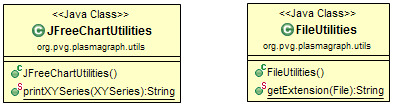 <<Java Class>>
JFreeChartUtilities
org.pvg.plasmagraph.utils
JFreeChartUtilities()
printXYSeries(XYSeries):String
<<Java Class>>
FileUtilities
org.pvg.plasmagraph.utils
FileUtilities()
getExtension(File):String